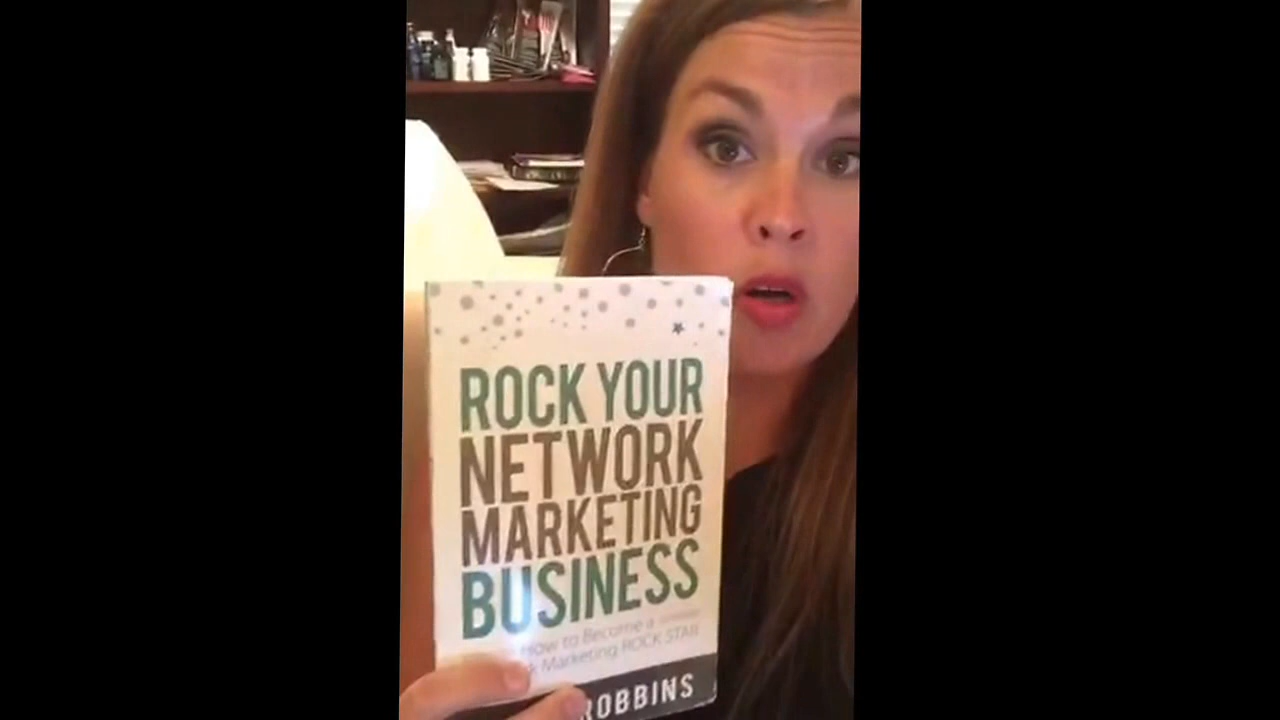 ROCK YOUR
NETWORK
MARKETING
BUSINESS
How to Become a
Marketing ROCK STAR
ROBBINS